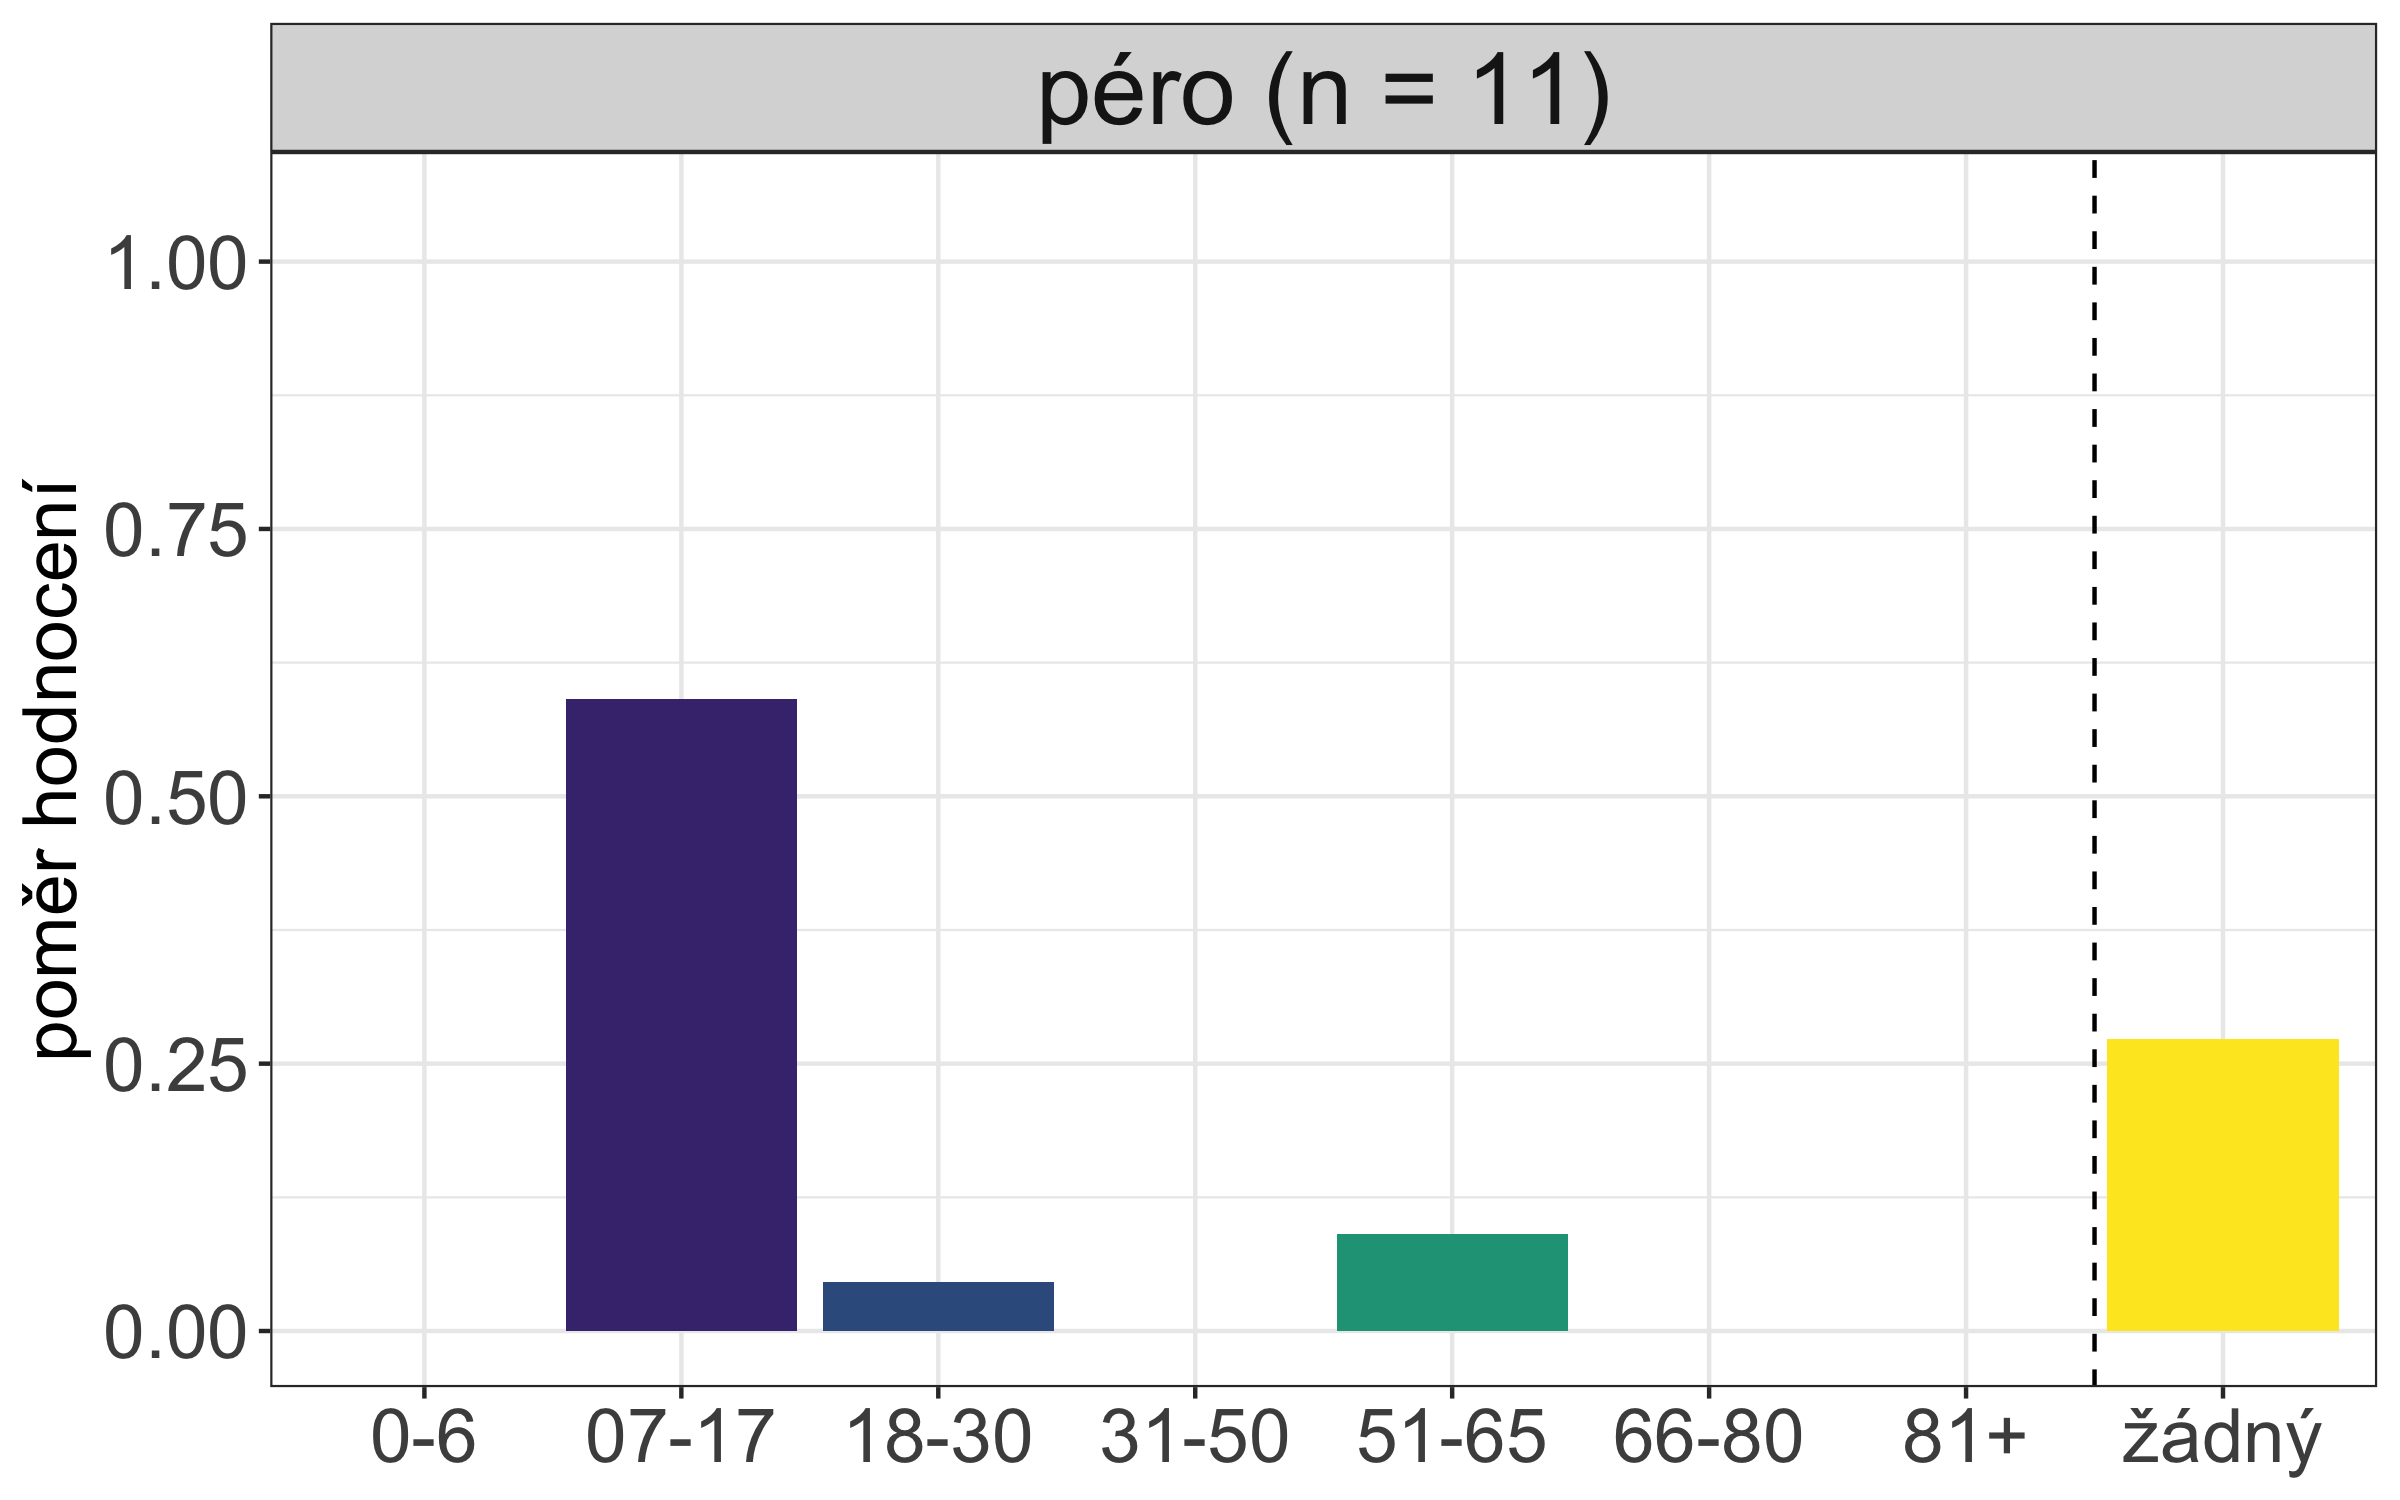 péro (n = 11)
poměr hodnocení
1.00
0.75
0.50
0.25
0.00
0-6 07-17 18-30 31-50 51-65 66-80 81+ žádný